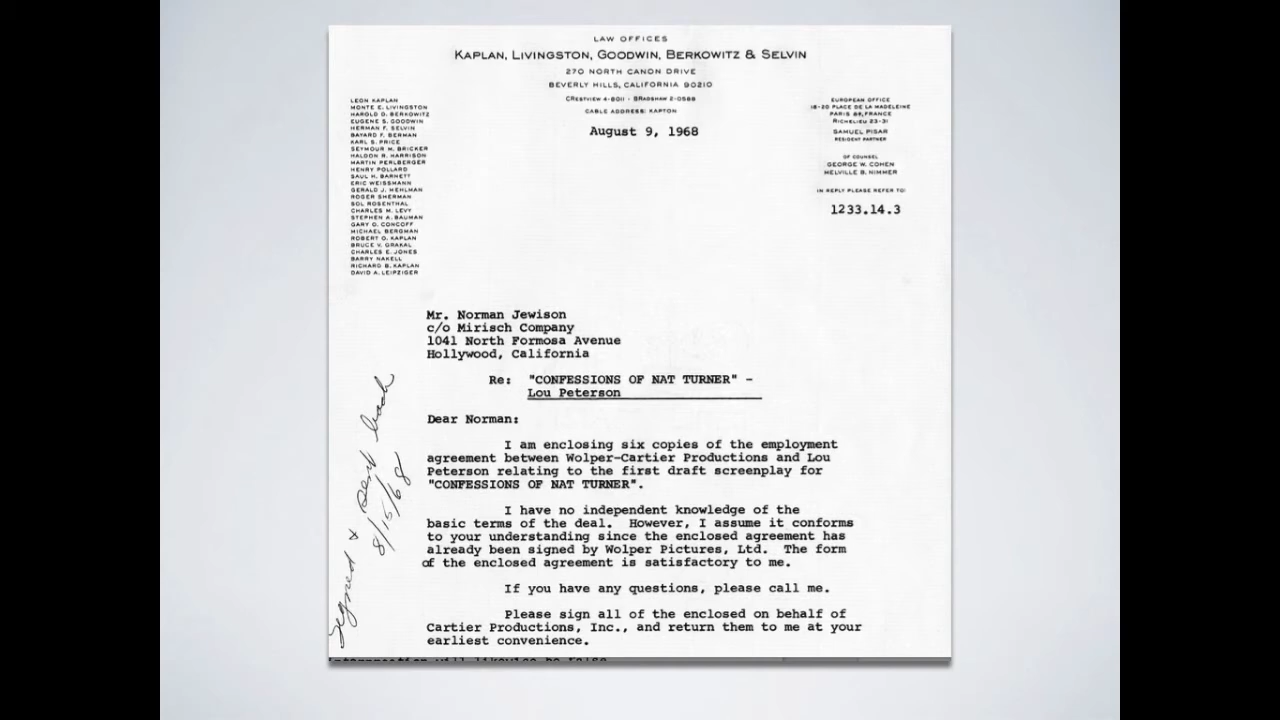 LAW OFFICES
KAPLAN, LIVINGSTON, GOODWIN, BERKOWITZ & SELVIN
270 NORTH CANON DRIVE
BEVERLY HILLS, CALIFORNIA 90210
CRESTVIEW 4-8011 · BRADSHAW 2-0588
CABLE ADDRESS: KAPTON
August 9, 1968
LEON KAPLAN
MONTE E. LIVINGSTON
HAROLD D. BERKOWITZ
EUGENE S. GOODWIN
HERMAN F. SELVIN
BAYARD F. BERMAN
KARL S. PRICE
SEYMOUR M. BRICKER
HALDON R. HARRISON
MARTIN PERLBERGER
HENRY POLLARD
SAUL H. BARNETT
ERIC WEISSMANN
GERALD J. MEHLMAN
ROGER SHERMAN
SOL ROSENTHAL
CHARLES M. LEVY
STEPHEN A. BAUMAN
GARY O. CONCOFF
MICHAEL BERGMAN
ROBERT O. KAPLAN
BRUCE V. GRAKAL
CHARLES E. JONES
BARRY NAKELL
RICHARD B. KAPLAN
DAVID A. LEIPZIGER
EUROPEAN OFFICE
18-20 PLACE DE LA MADELEINE
PARIS 8e, FRANCE
RICHELIEU 23-31
SAMUEL PISAR
RESIDENT PARTNER
OF COUNSEL
GEORGE W. COHEN
MELVILLE B. NIMMER
IN REPLY PLEASE REFER TO:
1233.14.3
Mr. Norman Jewison
c/o Mirisch Company
1041 North Formosa Avenue
Hollywood, California
Re: "CONFESSIONS OF NAT TURNER" -
Lou Peterson
Dear Norman:
I am enclosing six copies of the employment
agreement between Wolper-Cartier Productions and Lou
Peterson relating to the first draft screenplay for
"CONFESSIONS OF NAT TURNER".
I have no independent knowledge of the
basic terms of the deal. However, I assume it conforms
to your understanding since the enclosed agreement has
already been signed by Wolper Pictures, Ltd. The form
of the enclosed agreement is satisfactory to me.
If you have any questions, please call me.
Please sign all of the enclosed on behalf of
Cartier Productions, Inc., and return them to me at your
earliest convenience.
signed & sent back
8/15/68